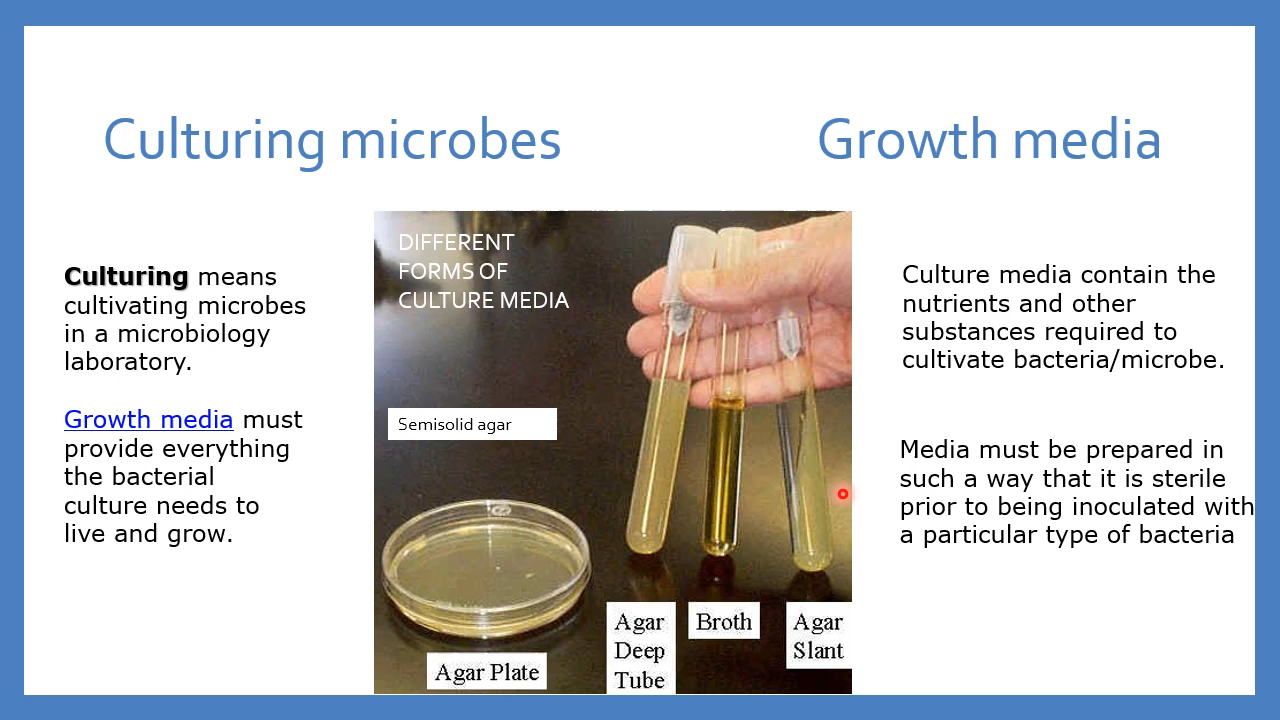 Culturing microbes
Growth media
Culturing means
cultivating microbes
in a microbiology
laboratory.
Growth media must
provide everything
the bacterial
culture needs to
live and grow.
DIFFERENT
FORMS OF
CULTURE MEDIA
Semisolid agar
Agar Plate
Agar
Deep
Tube
Broth
Agar
Slant
Culture media contain the
nutrients and other
substances required to
cultivate bacteria/microbe.
Media must be prepared in
such a way that it is sterile
prior to being inoculated with
a particular type of bacteria